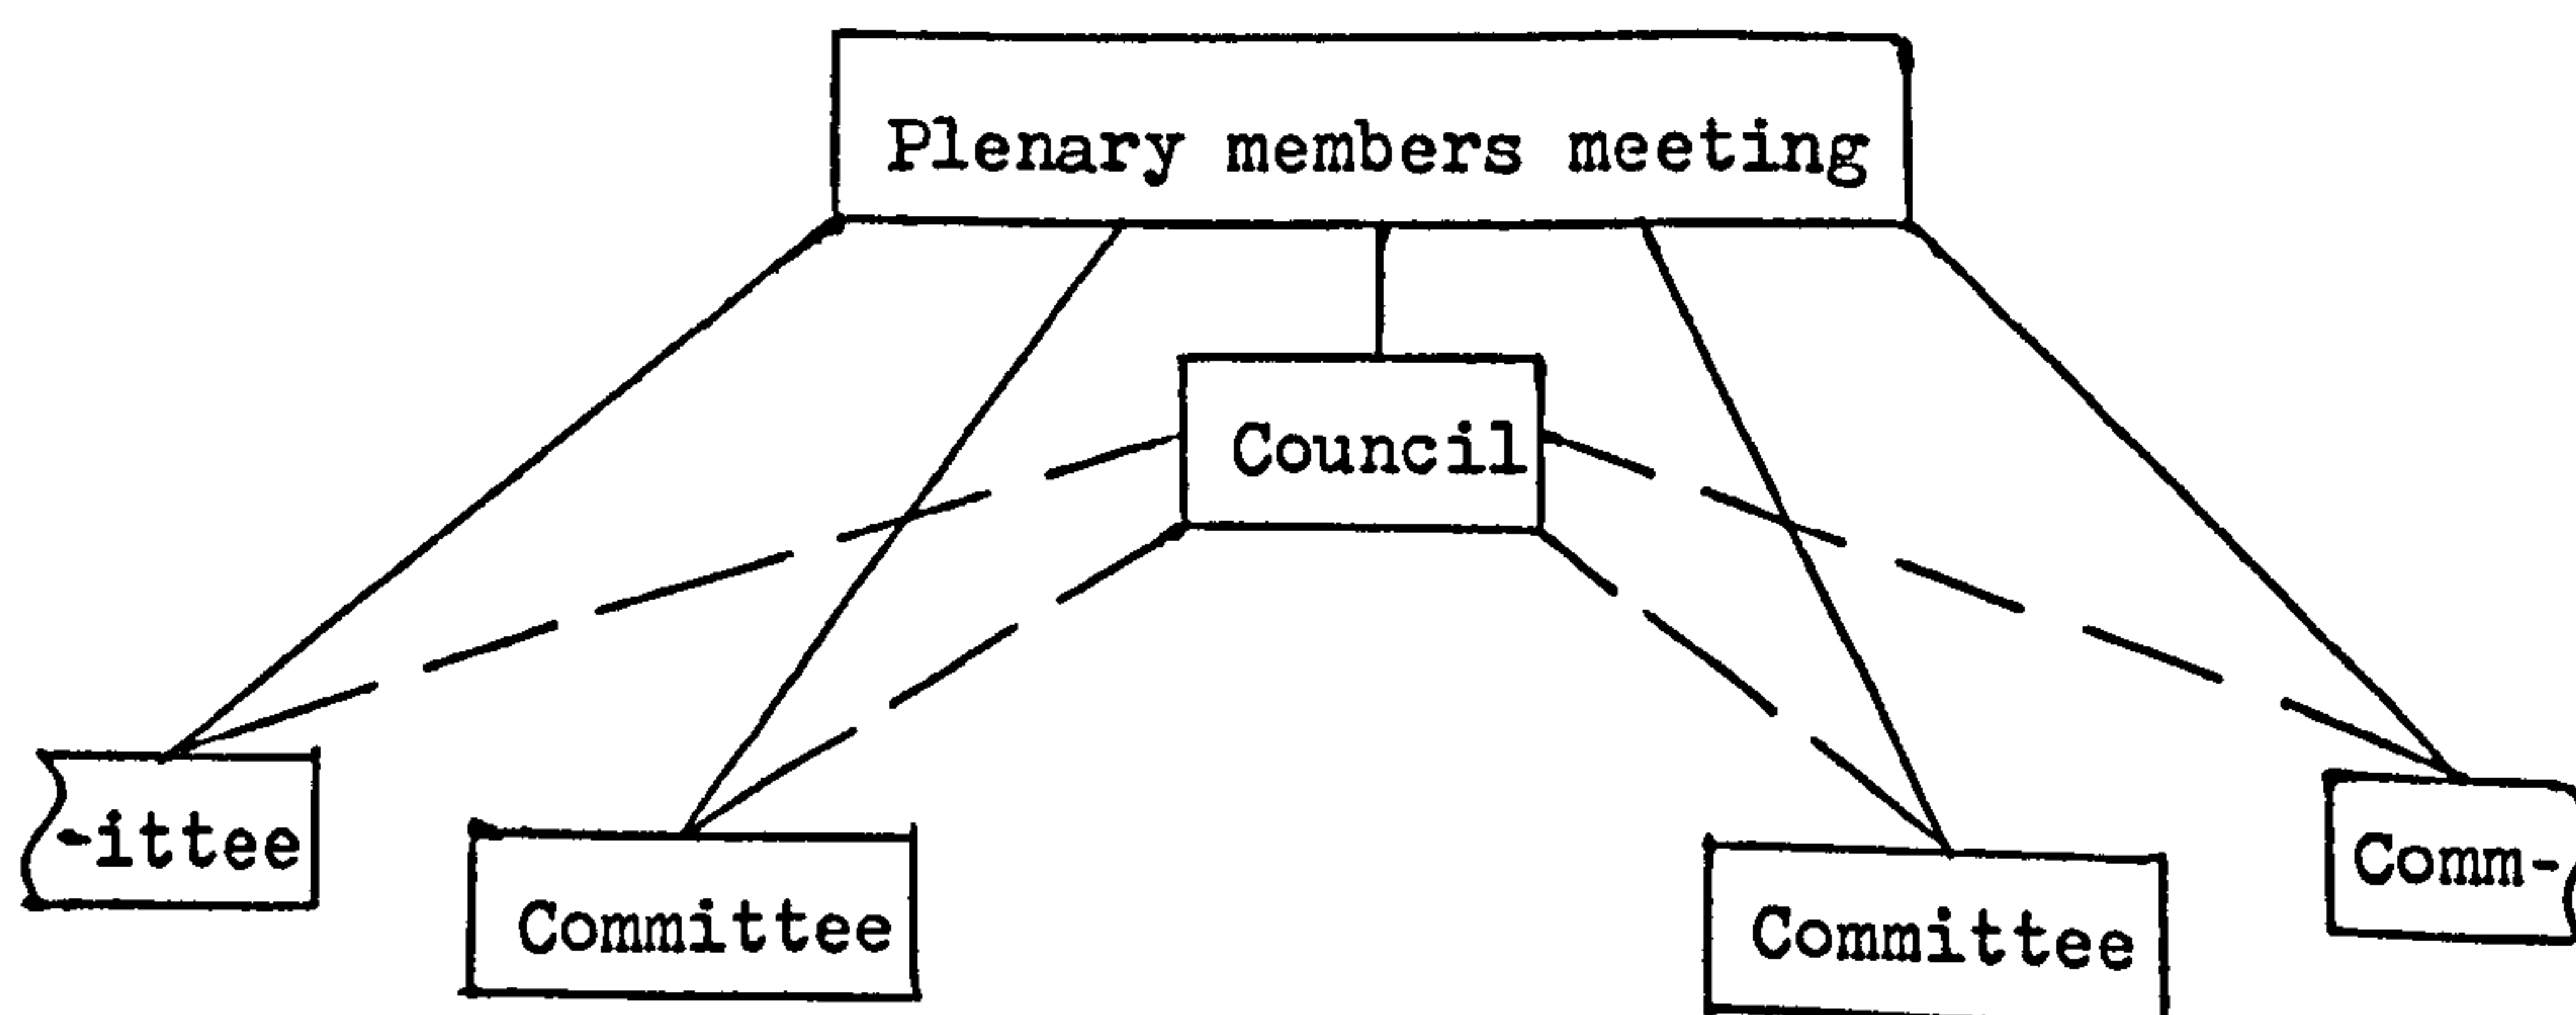 Plenary members meeting
Council
-ittee
Committee
Committee
Comm-